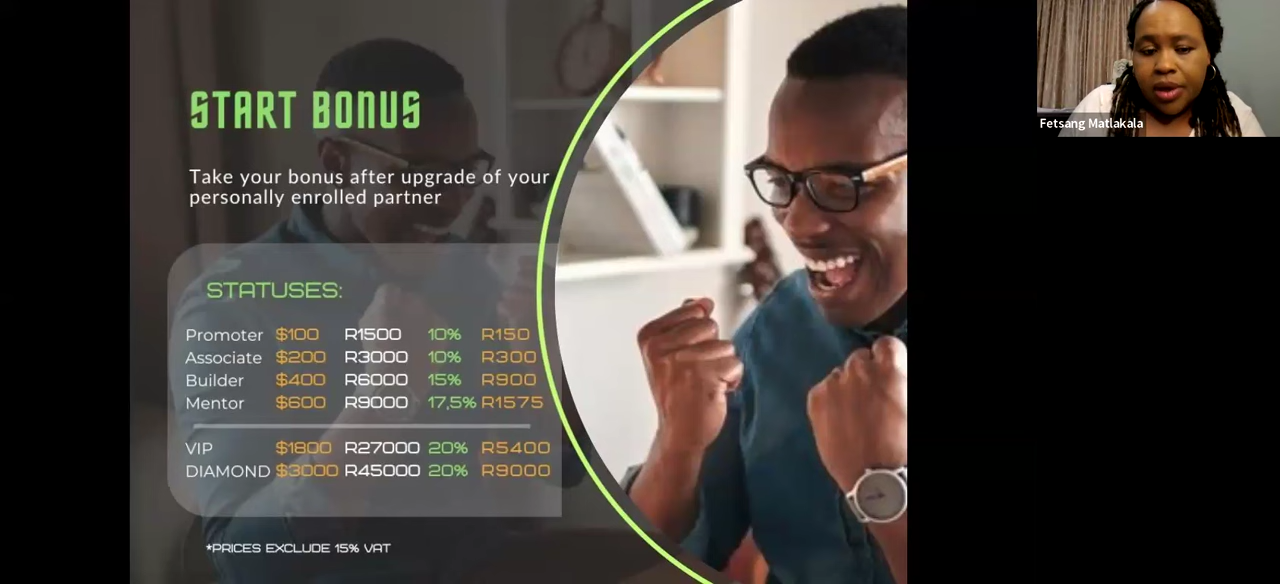 START BONUS
Take your bonus after upgrade of your
personally enrolled partner
STATUSES:
Promoter $100 R1500 10% R150
Associate $200 R3000 10% R300
Builder $400 R6000 15% R900
Mentor $600 R9000 17,5% R1575
VIP $1800 R27000 20% R5400
DIAMOND $3000 R45000 20% R9000
*PRICES EXCLUDE 15% VAT
Fetsang Matlakala